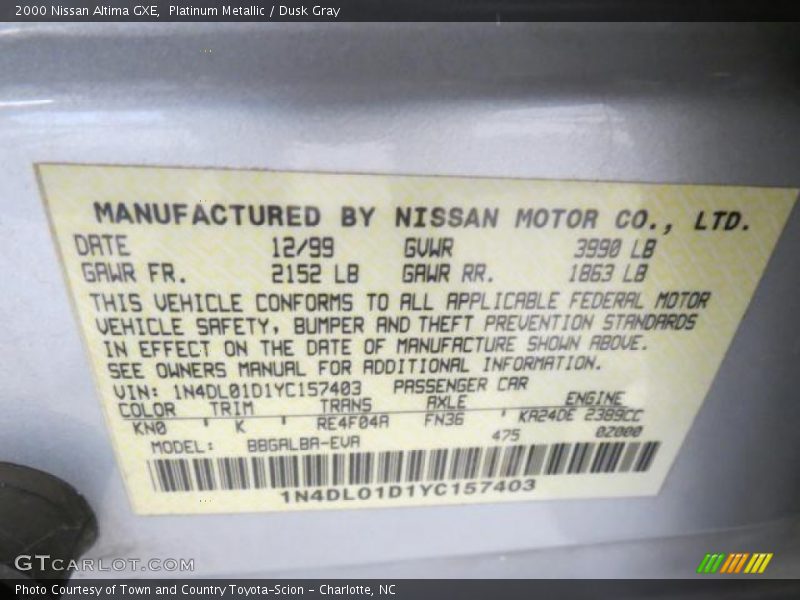 2000 Nissan Altima GXE,  Platinum Metallic / Dusk Gray
MANUFACTURED BY NISSAN MOTOR CO., LTD.
DATE 12/99 GVWR 3990 LB
GAWR FR. 2152 LB GAWR RR. 1863 LB
THIS VEHICLE CONFORMS TO ALL APPLICABLE FEDERAL MOTOR
VEHICLE SAFETY, BUMPER AND THEFT PREVENTION STANDARDS
IN EFFECT ON THE DATE OF MANUFACTURE SHOWN ABOVE.
SEE OWNERS MANUAL FOR ADDITIONAL INFORMATION.
VIN: 1N4DL01D1YC157403 PASSENGER CAR
COLOR TRIM TRANS AXLE ENGINE
KN0 ' K ' RE4F04A FN36 ' KA24DE 2389CC
MODEL: BBGALBA-EVA 475 02000
1N4DL01D1YC157403
GTCARLOT.COM
Photo Courtesy of Town and Country Toyota-Scion - Charlotte, NC